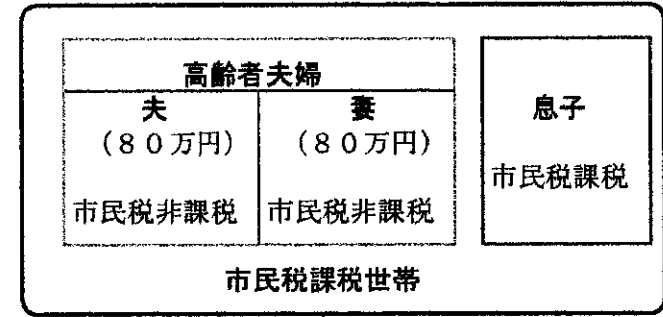 高齢者夫婦
夫
（８０万円）
市民税非課税
妻
（８０万円）
市民税非課税
息子
市民税課税
市民税課税世帯